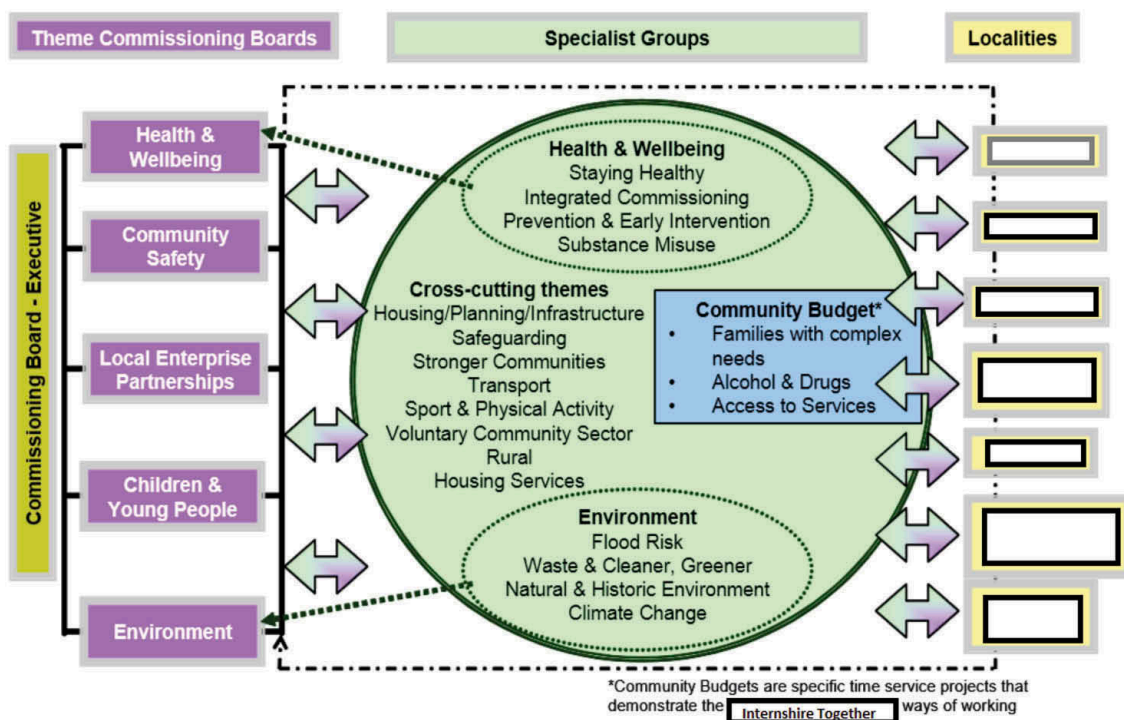 Theme Commissioning Boards
Specialist Groups
Localities
Commissioning Board - Executive
Health &
Wellbeing
Community
Safety
Local Enterprise
Partnerships
Children &
Young People
Environment
Health & Wellbeing
Staying Healthy
Integrated Commissioning
Prevention & Early Intervention
Substance Misuse
Cross-cutting themes
Housing/Planning/Infrastructure
Safeguarding
Stronger Communities
Transport
Sport & Physical Activity
Voluntary Community Sector
Rural
Housing Services
Community Budget*
• Families with complex
needs
• Alcohol & Drugs
• Access to Services
Environment
Flood Risk
Waste & Cleaner, Greener
Natural & Historic Environment
Climate Change
*Community Budgets are specific time service projects that
demonstrate the Internshire Together ways of working